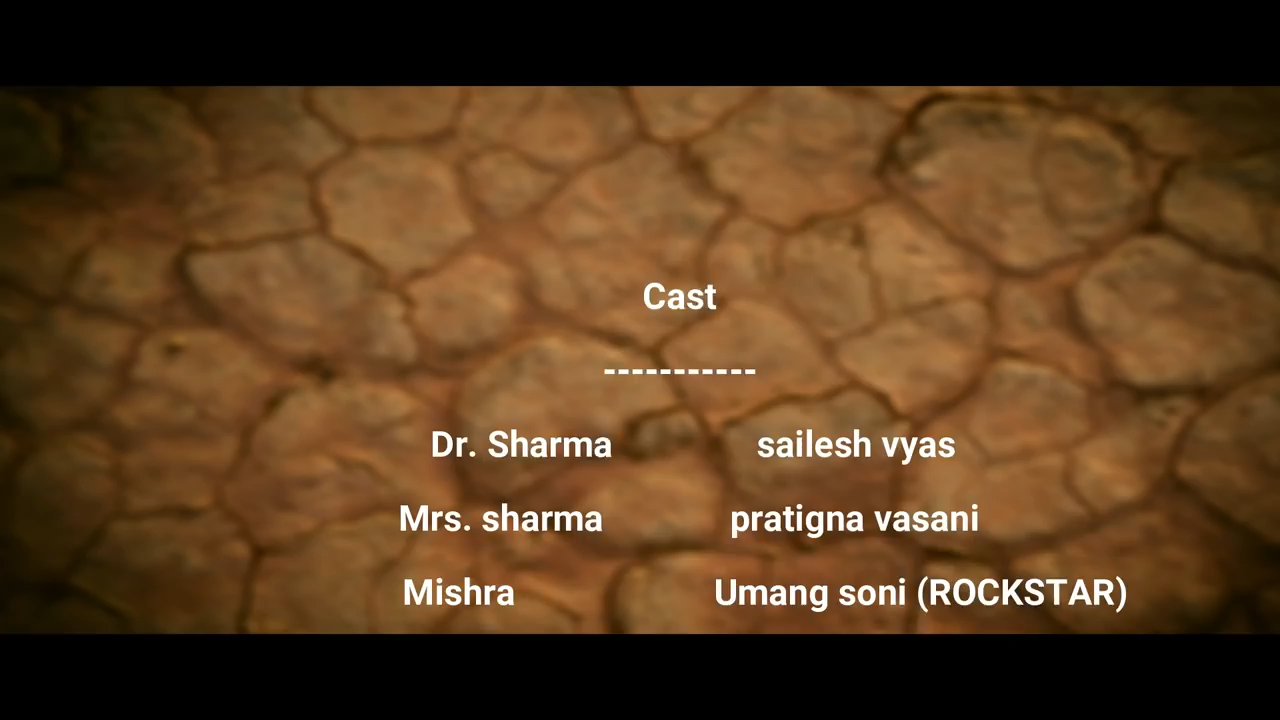 Cast
-----------
Dr. Sharma sailesh vyas
Mrs. sharma pratigna vasani
Mishra Umang soni (ROCKSTAR)